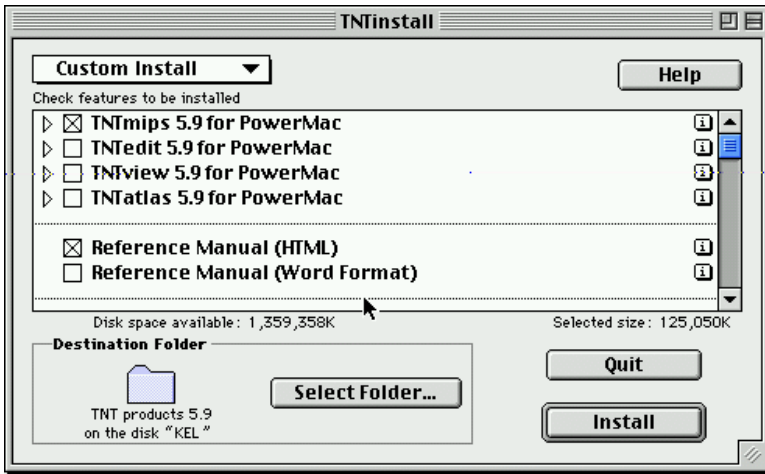 TNTinstall
Custom Install
Help
Check features to be installed
TNTmips 5.9 for PowerMac
TNTedit 5.9 for PowerMac
TNTview 5.9 for PowerMac
TNTatlas 5.9 for PowerMac
Reference Manual (HTML)
Reference Manual (Word Format)
Disk space available: 1,359,358K
Selected size: 125,050K
Destination Folder
TNT products 5.9
on the disk "KEL"
Select Folder...
Quit
Install